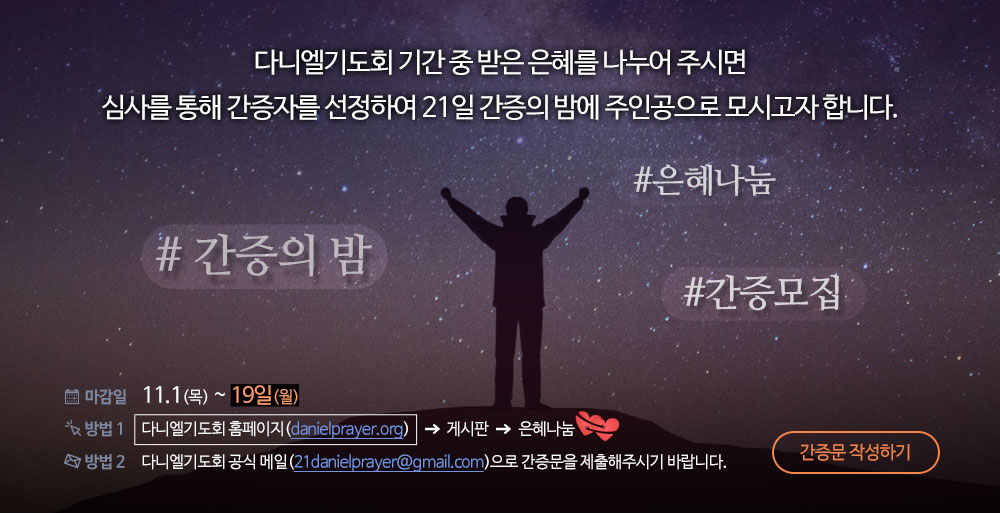 다니엘기도회 기간 중 받은 은혜를 나누어 주시면
심사를 통해 간증자를 선정하여 21일 간증의 밤에 주인공으로 모시고자 합니다.
#은혜나눔
# 간증의 밤
#간증모집
마감일 11.1(목) ~ 19일(월)
방법 1 다니엘기도회 홈페이지(danielprayer.org) → 게시판 → 은혜나눔
방법 2 다니엘기도회 공식 메일(21danielprayer@gmail.com)으로 간증문을 제출해주시기 바랍니다.
간증문 작성하기